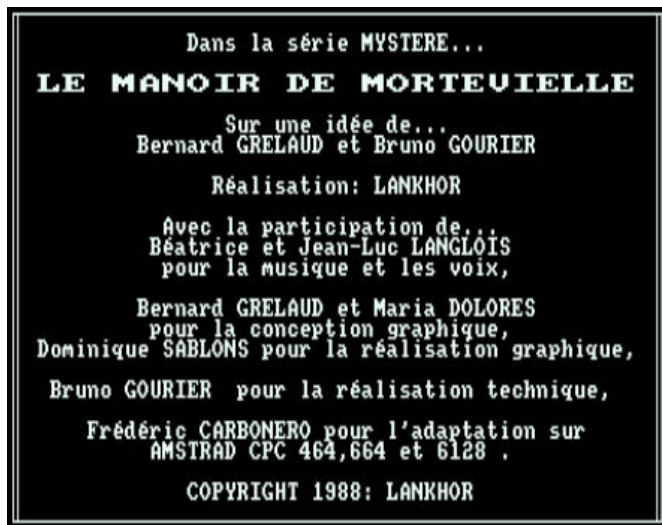 Dans la série MYSTERE...
LE MANOIR DE MORTEVIELLE
Sur une idée de...
Bernard GRELAUD et Bruno GOURIER
Réalisation: LANKHOR
Avec la participation de...
Béatrice et Jean-Luc LANGLOIS
pour la musique et les voix,
Bernard GRELAUD et Maria DOLORES
pour la conception graphique,
Dominique SABLONS pour la réalisation graphique,
Bruno GOURIER pour la réalisation technique,
Frédéric CARBONERO pour l'adaptation sur
AMSTRAD CPC 464,664 et 6128 .
COPYRIGHT 1988: LANKHOR